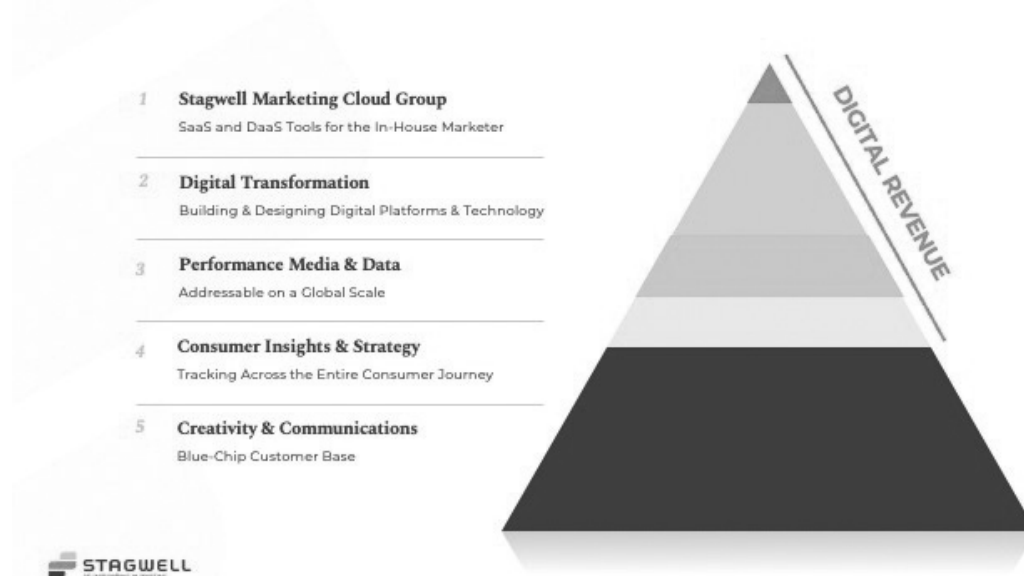 1
Stagwell Marketing Cloud Group
SaaS and DaaS Tools for the In-House Marketer
2
Digital Transformation
Building & Designing Digital Platforms & Technology
3
Performance Media & Data
Addressable on a Global Scale
4
Consumer Insights & Strategy
Tracking Across the Entire Consumer Journey
5
Creativity & Communications
Blue-Chip Customer Base
DIGITAL REVENUE
STAGWELL